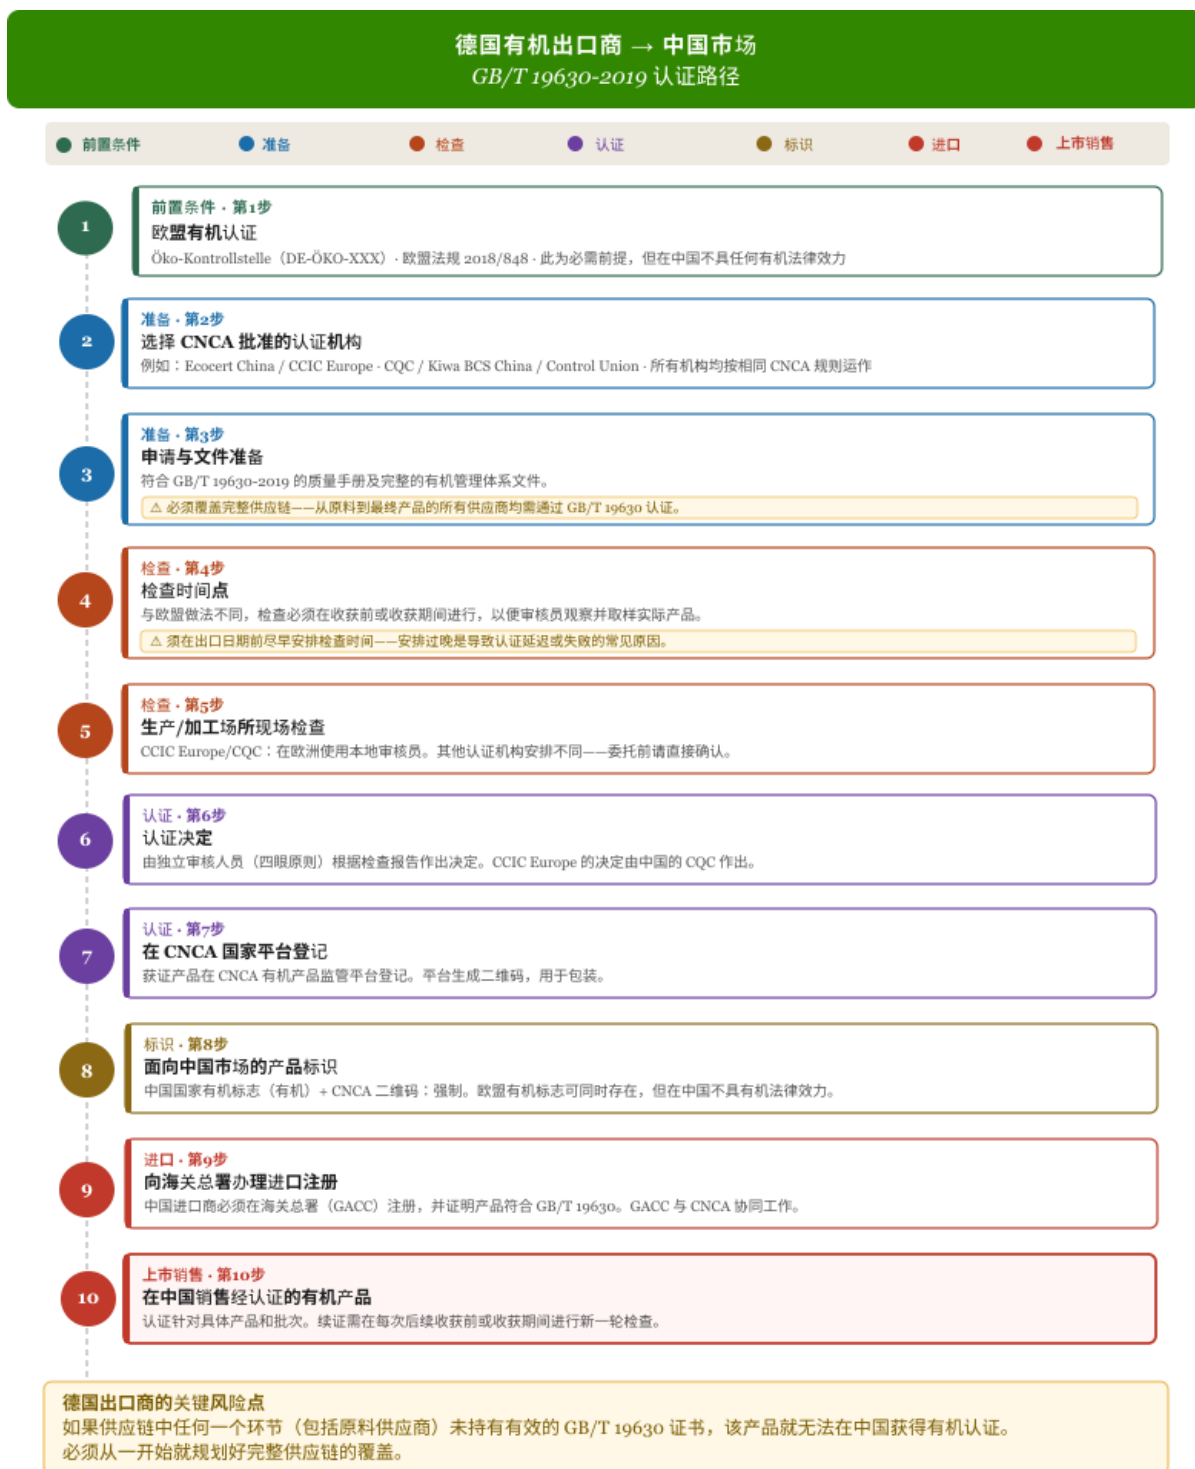 德国有机出口商 → 中国市场
GB/T 19630-2019 认证路径
前置条件
准备
检查
认证
标识
进口
上市销售
1
前置条件 · 第1步
欧盟有机认证
Öko-Kontrollstelle（DE-ÖKO-XXX）· 欧盟法规 2018/848 · 此为必需前提，但在中国不具任何有机法律效力
2
准备 · 第2步
选择 CNCA 批准的认证机构
例如：Ecocert China / CCIC Europe · CQC / Kiwa BCS China / Control Union · 所有机构均按相同 CNCA 规则运作
3
准备 · 第3步
申请与文件准备
符合 GB/T 19630-2019 的质量手册及完整的有机管理体系文件。
⚠ 必须覆盖完整供应链——从原料到最终产品的所有供应商均需通过 GB/T 19630 认证。
4
检查 · 第4步
检查时间点
与欧盟做法不同，检查必须在收获前或收获期间进行，以便审核员观察并取样实际产品。
⚠ 须在出口日期前尽早安排检查时间——安排过晚是导致认证延迟或失败的常见原因。
5
检查 · 第5步
生产/加工场所现场检查
CCIC Europe/CQC：在欧洲使用本地审核员。其他认证机构安排不同——委托前请直接确认。
6
认证 · 第6步
认证决定
由独立审核人员（四眼原则）根据检查报告作出决定。CCIC Europe 的决定由中国的 CQC 作出。
7
认证 · 第7步
在 CNCA 国家平台登记
获证产品在 CNCA 有机产品监管平台登记。平台生成二维码，用于包装。
8
标识 · 第8步
面向中国市场的产品标识
中国国家有机标志（有机）+ CNCA 二维码：强制。欧盟有机标志可同时存在，但在中国不具有机法律效力。
9
进口 · 第9步
向海关总署办理进口注册
中国进口商必须在海关总署（GACC）注册，并证明产品符合 GB/T 19630。GACC 与 CNCA 协同工作。
10
上市销售 · 第10步
在中国销售经认证的有机产品
认证针对具体产品和批次。续证需在每次后续收获前或收获期间进行新一轮检查。
德国出口商的关键风险点
如果供应链中任何一个环节（包括原料供应商）未持有有效的 GB/T 19630 证书，该产品就无法在中国获得有机认证。
必须从一开始就规划好完整供应链的覆盖。